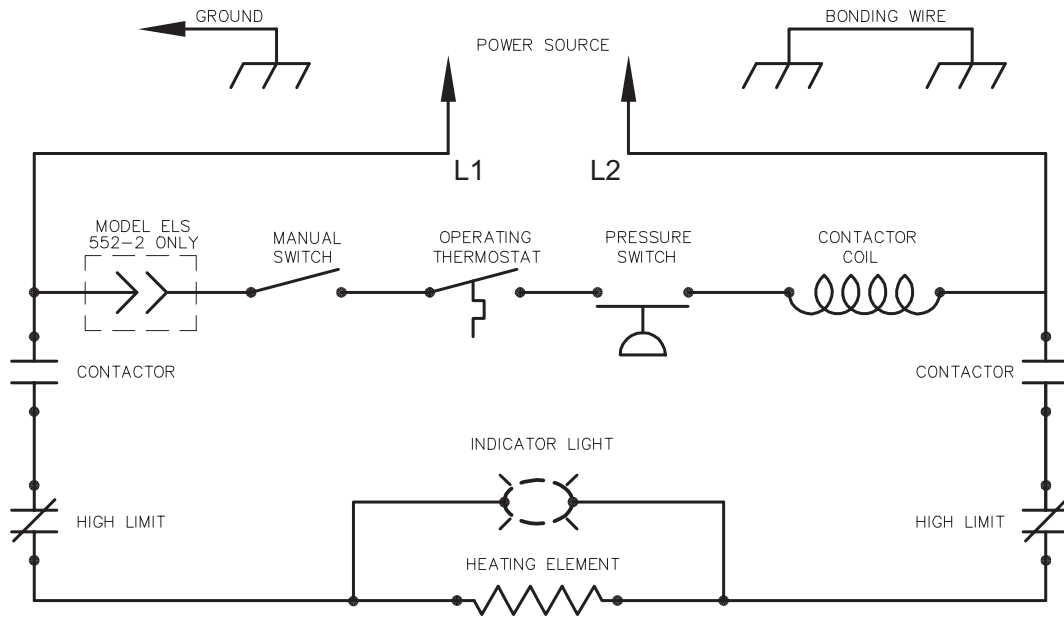 GROUND
BONDING WIRE
POWER SOURCE
L1
L2
MODEL ELS
552-2 ONLY
MANUAL
SWITCH
OPERATING
THERMOSTAT
PRESSURE
SWITCH
CONTACTOR
COIL
CONTACTOR
CONTACTOR
INDICATOR LIGHT
HIGH LIMIT
HIGH LIMIT
HEATING ELEMENT